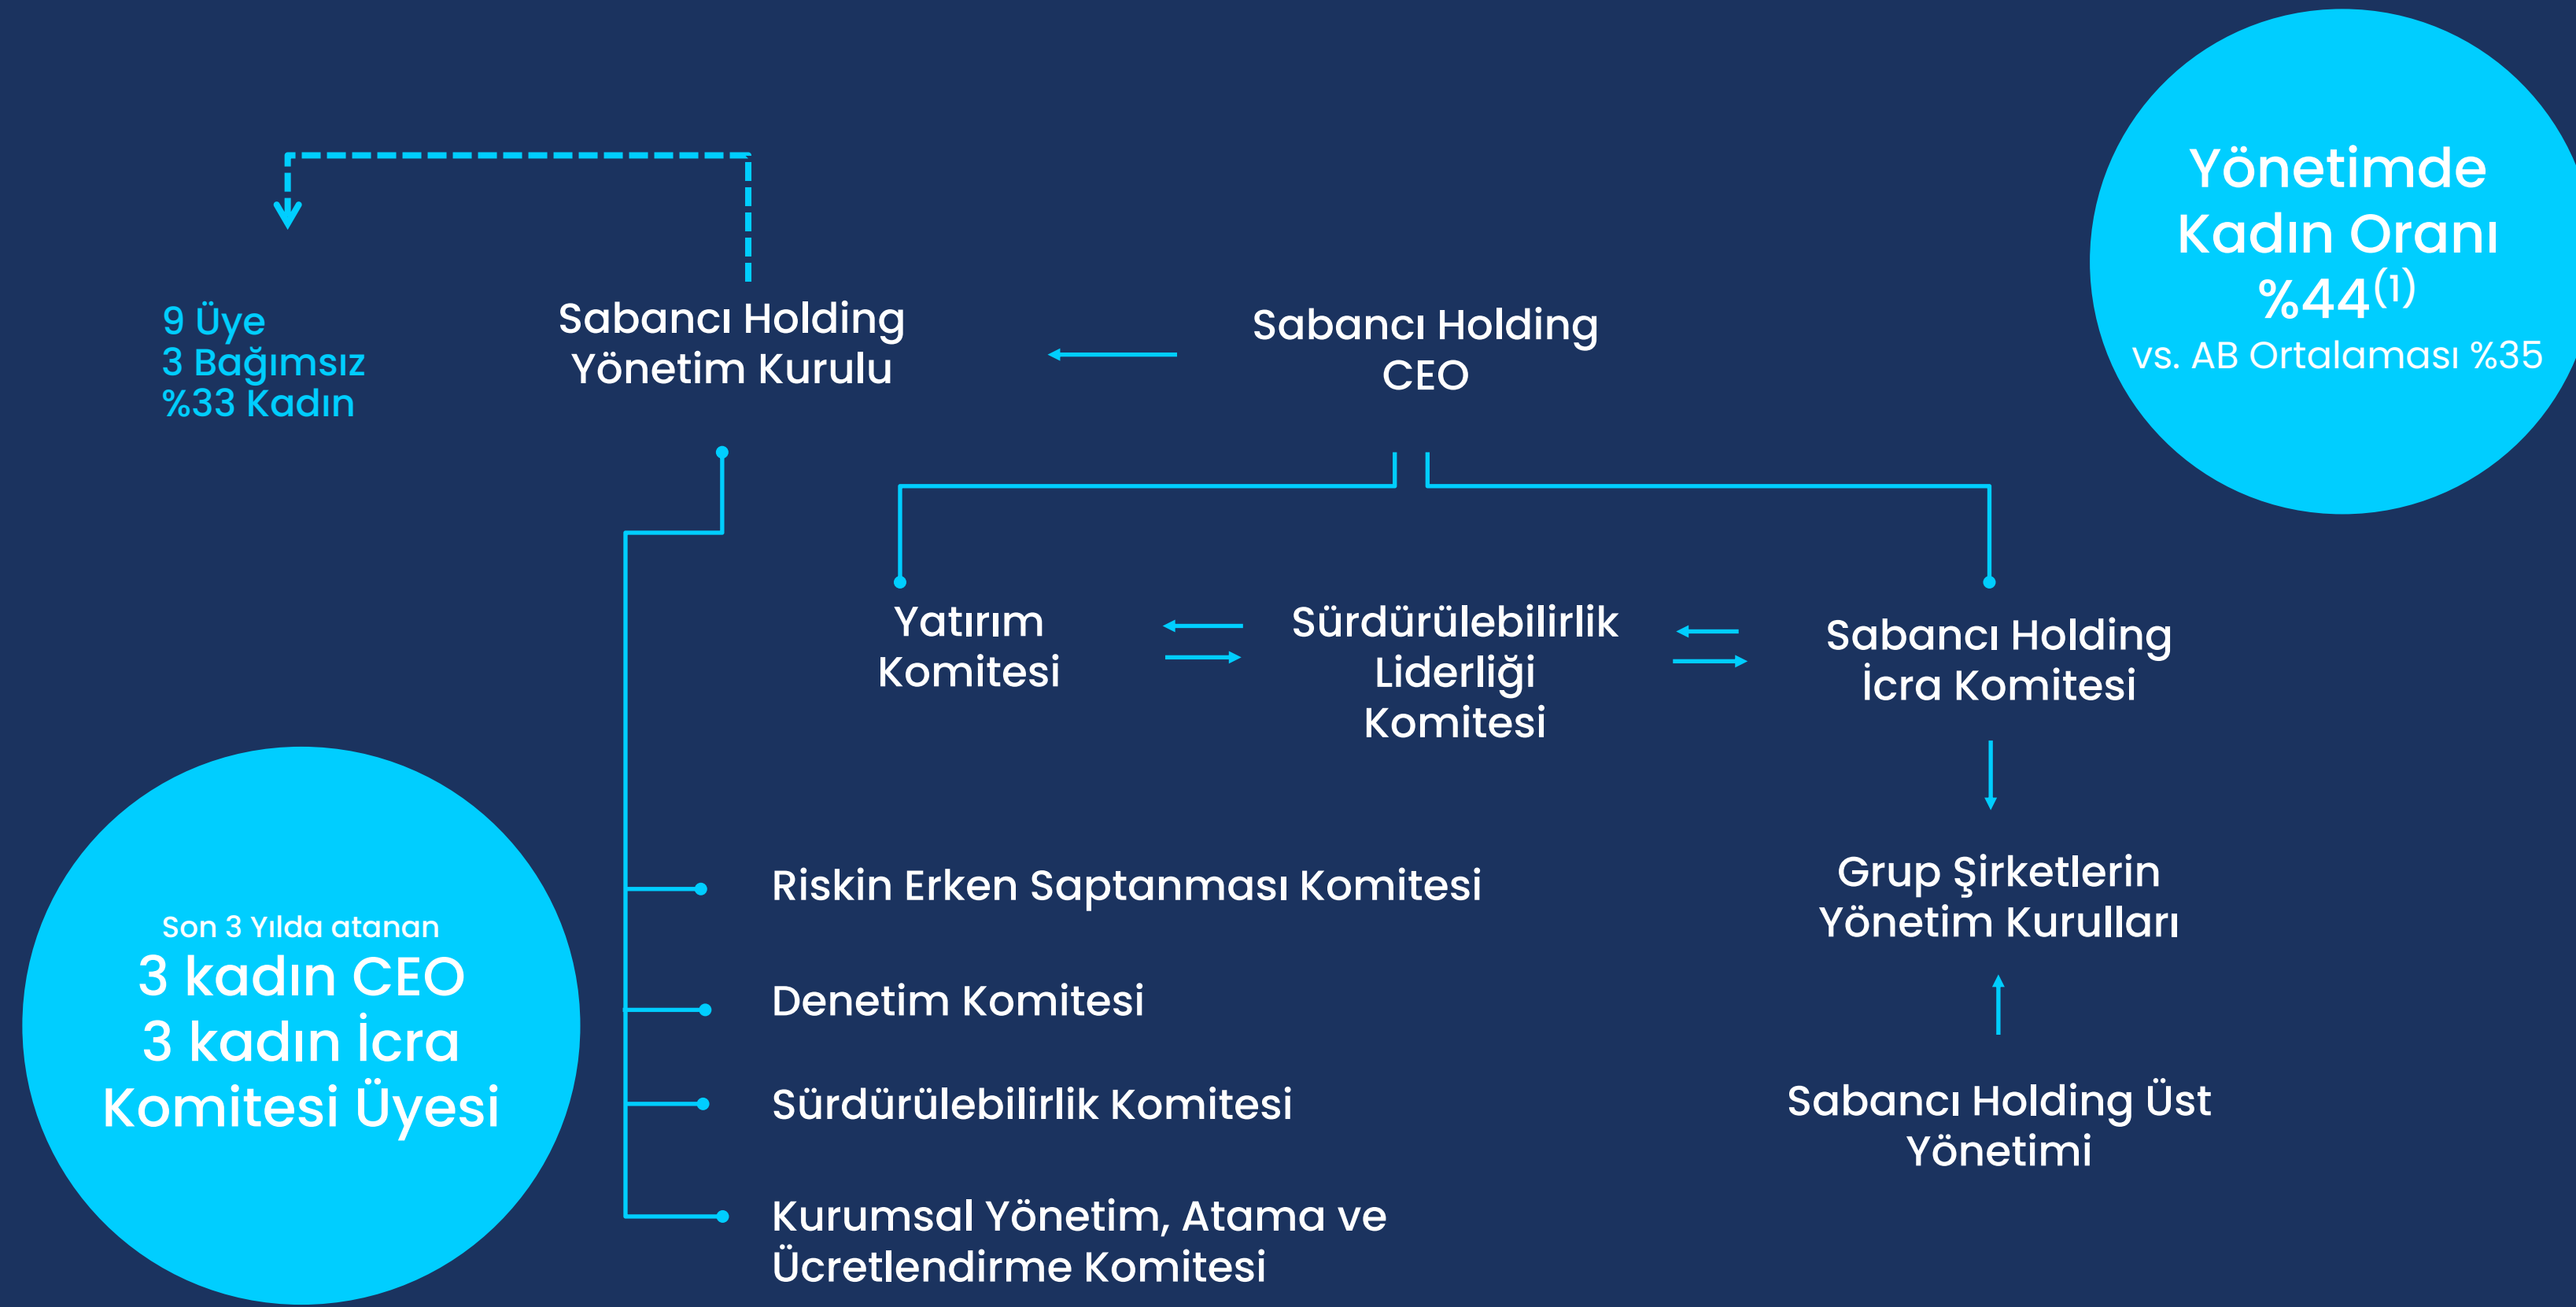 Yönetimde
Kadın Oranı
%44(1)
vs. AB Ortalaması %35
9 Üye
3 Bağımsız
%33 Kadın
Sabancı Holding
Yönetim Kurulu
Sabancı Holding
CEO
Yatırım
Komitesi
Sürdürülebilirlik
Liderliği
Komitesi
Sabancı Holding
İcra Komitesi
Riskin Erken Saptanması Komitesi
Denetim Komitesi
Sürdürülebilirlik Komitesi
Kurumsal Yönetim, Atama ve
Ücretlendirme Komitesi
Grup Şirketlerin
Yönetim Kurulları
Sabancı Holding Üst
Yönetimi
Son 3 Yılda atanan
3 kadın CEO
3 kadın İcra
Komitesi Üyesi